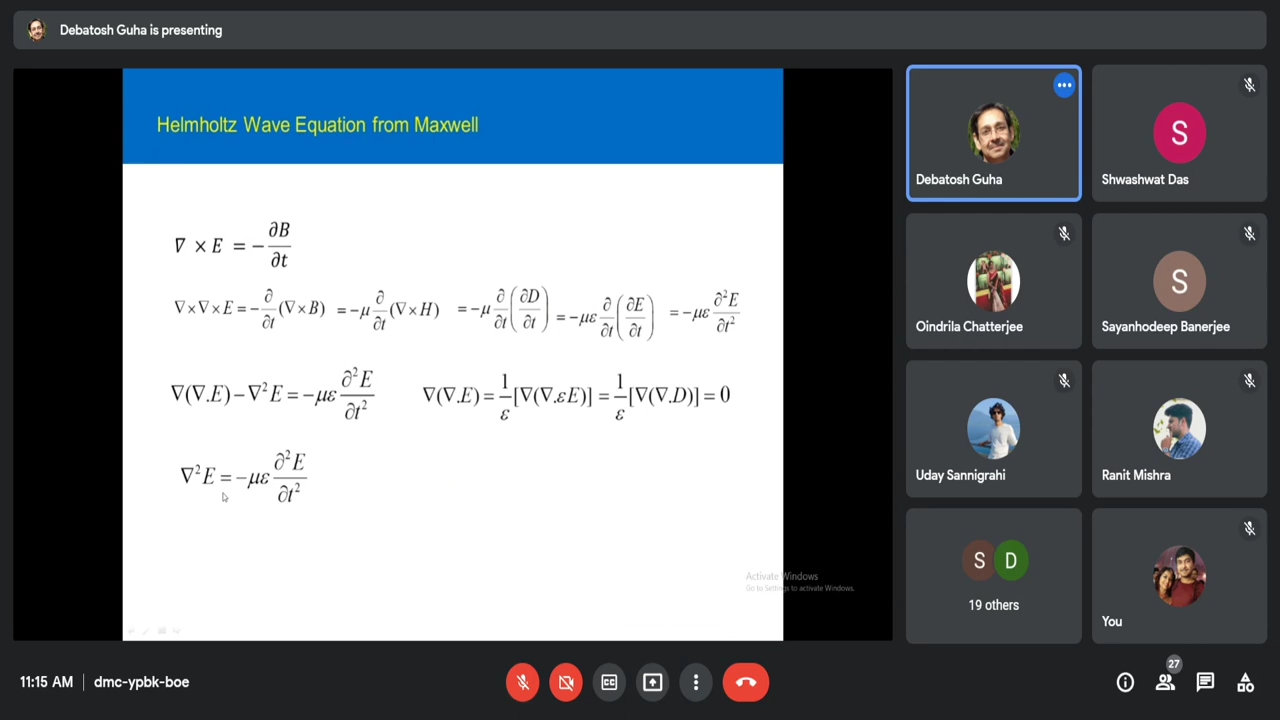 Debatosh Guha is presenting
Helmholtz Wave Equation from Maxwell
∇ × E = −∂B/∂t
∇×∇×E = −∂/∂t(∇×B) = −μ ∂/∂t(∇×H) = −μ ∂/∂t(∂D/∂t) = −με ∂/∂t(∂E/∂t) = −με ∂²E/∂t²
∇(∇.E) − ∇²E = −με ∂²E/∂t² ∇(∇.E) = 1/ε[∇(∇.εE)] = 1/ε[∇(∇.D)] = 0
∇²E = −με ∂²E/∂t²
Activate Windows
Go to Settings to activate Windows.
Debatosh Guha
S
Shwashwat Das
Oindrila Chatterjee
S
Sayanhodeep Banerjee
Uday Sannigrahi
Ranit Mishra
S D
19 others
You
11:15 AM | dmc-ypbk-boe
CC
27